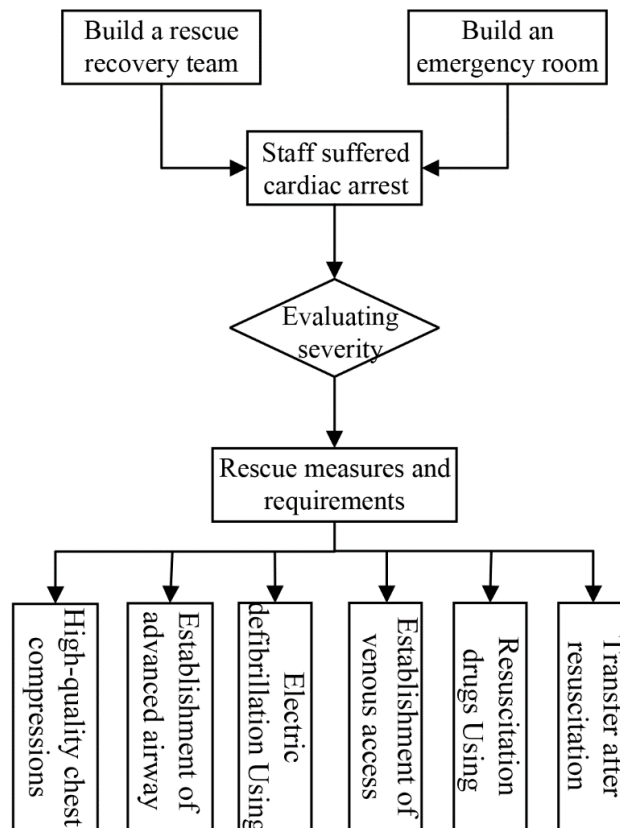 Build a rescue
recovery team
Build an
emergency room
Staff suffered
cardiac arrest
Evaluating
severity
Rescue measures and
requirements
High-quality chest
compressions
Establishment of
advanced airway
Electric
defibrillation Using
Establishment of
venous access
Resuscitation
drugs Using
Transfer after
resuscitation